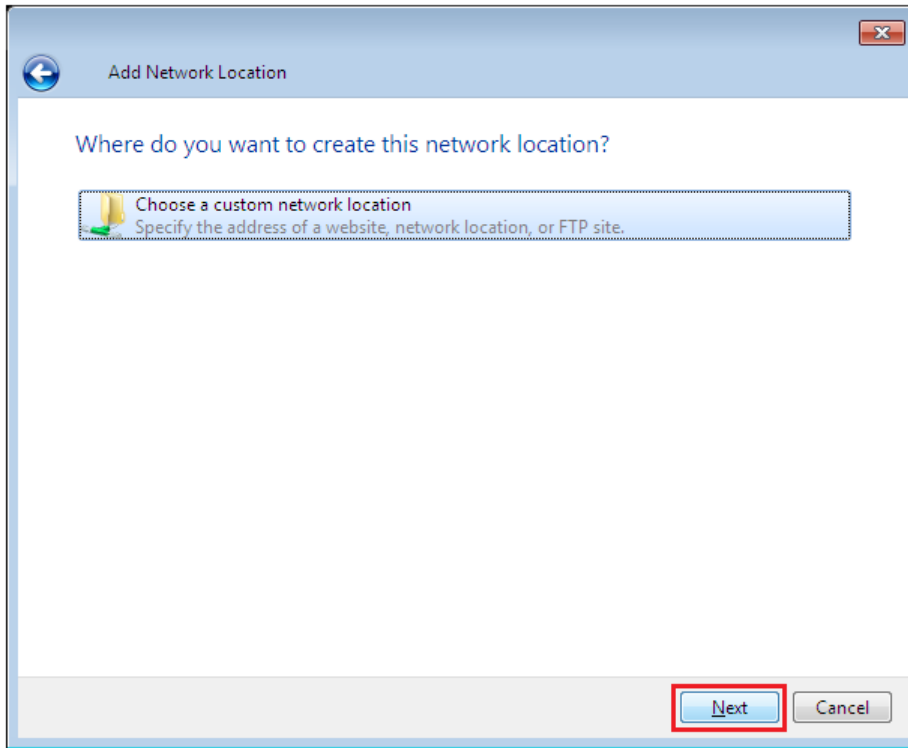 Add Network Location
Where do you want to create this network location?
Choose a custom network location
Specify the address of a website, network location, or FTP site.
Next
Cancel